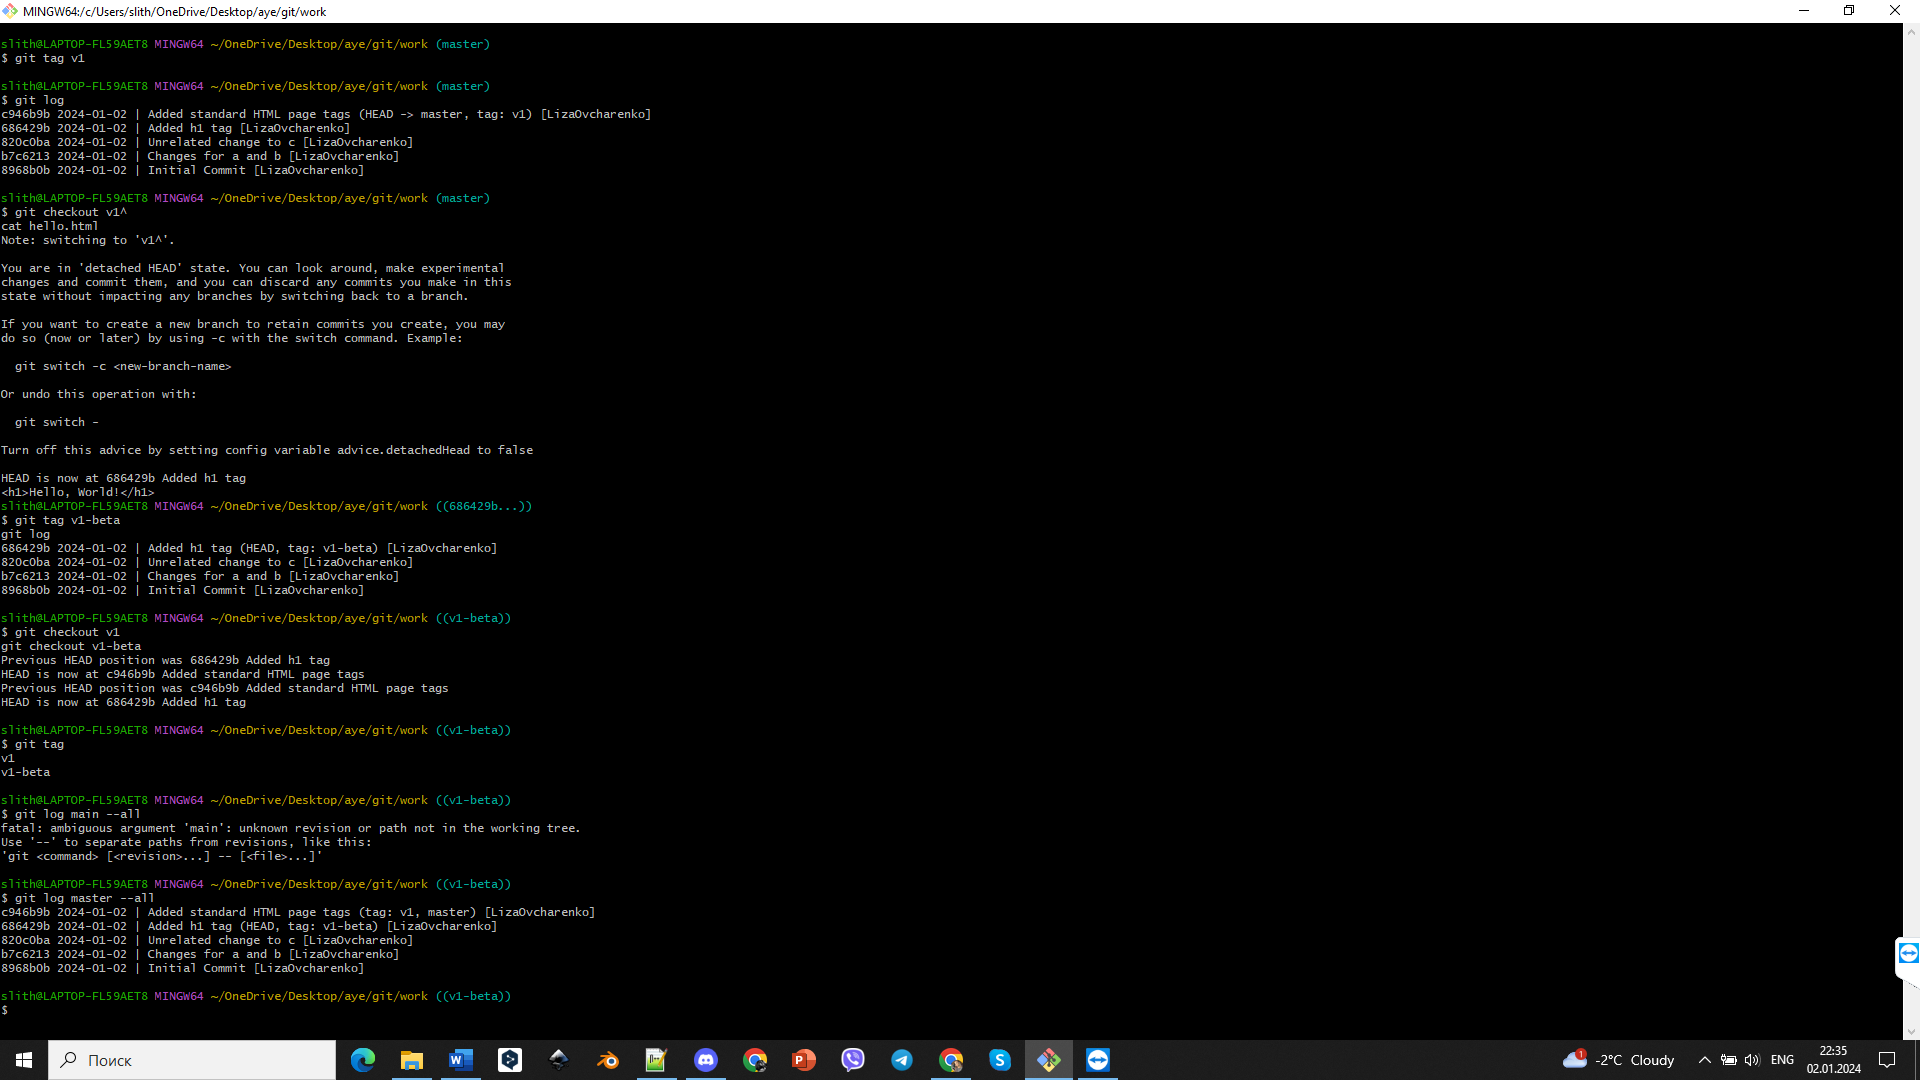 MINGW64:/c/Users/slith/OneDrive/Desktop/aye/git/work
slith@LAPTOP-FL59AET8 MINGW64 ~/OneDrive/Desktop/aye/git/work (master)
$ git tag v1
slith@LAPTOP-FL59AET8 MINGW64 ~/OneDrive/Desktop/aye/git/work (master)
$ git log
c946b9b 2024-01-02 | Added standard HTML page tags (HEAD -> master, tag: v1) [LizaOvcharenko]
686429b 2024-01-02 | Added h1 tag [LizaOvcharenko]
820c0ba 2024-01-02 | Unrelated change to c [LizaOvcharenko]
b7c6213 2024-01-02 | Changes for a and b [LizaOvcharenko]
8968b0b 2024-01-02 | Initial Commit [LizaOvcharenko]
slith@LAPTOP-FL59AET8 MINGW64 ~/OneDrive/Desktop/aye/git/work (master)
$ git checkout v1^
cat hello.html
Note: switching to 'v1^'.
You are in 'detached HEAD' state. You can look around, make experimental
changes and commit them, and you can discard any commits you make in this
state without impacting any branches by switching back to a branch.
If you want to create a new branch to retain commits you create, you may
do so (now or later) by using -c with the switch command. Example:
git switch -c <new-branch-name>
Or undo this operation with:
git switch -
Turn off this advice by setting config variable advice.detachedHead to false
HEAD is now at 686429b Added h1 tag
<h1>Hello, World!</h1>
slith@LAPTOP-FL59AET8 MINGW64 ~/OneDrive/Desktop/aye/git/work ((686429b...))
$ git tag v1-beta
git log
686429b 2024-01-02 | Added h1 tag (HEAD, tag: v1-beta) [LizaOvcharenko]
820c0ba 2024-01-02 | Unrelated change to c [LizaOvcharenko]
b7c6213 2024-01-02 | Changes for a and b [LizaOvcharenko]
8968b0b 2024-01-02 | Initial Commit [LizaOvcharenko]
slith@LAPTOP-FL59AET8 MINGW64 ~/OneDrive/Desktop/aye/git/work ((v1-beta))
$ git checkout v1
git checkout v1-beta
Previous HEAD position was 686429b Added h1 tag
HEAD is now at c946b9b Added standard HTML page tags
Previous HEAD position was c946b9b Added standard HTML page tags
HEAD is now at 686429b Added h1 tag
slith@LAPTOP-FL59AET8 MINGW64 ~/OneDrive/Desktop/aye/git/work ((v1-beta))
$ git tag
v1
v1-beta
slith@LAPTOP-FL59AET8 MINGW64 ~/OneDrive/Desktop/aye/git/work ((v1-beta))
$ git log main --all
fatal: ambiguous argument 'main': unknown revision or path not in the working tree.
Use '--' to separate paths from revisions, like this:
'git <command> [<revision>...] -- [<file>...]'
slith@LAPTOP-FL59AET8 MINGW64 ~/OneDrive/Desktop/aye/git/work ((v1-beta))
$ git log master --all
c946b9b 2024-01-02 | Added standard HTML page tags (tag: v1, master) [LizaOvcharenko]
686429b 2024-01-02 | Added h1 tag (HEAD, tag: v1-beta) [LizaOvcharenko]
820c0ba 2024-01-02 | Unrelated change to c [LizaOvcharenko]
b7c6213 2024-01-02 | Changes for a and b [LizaOvcharenko]
8968b0b 2024-01-02 | Initial Commit [LizaOvcharenko]
slith@LAPTOP-FL59AET8 MINGW64 ~/OneDrive/Desktop/aye/git/work ((v1-beta))
$
Поиск
1 -2°C Cloudy ENG 22:35
02.01.2024